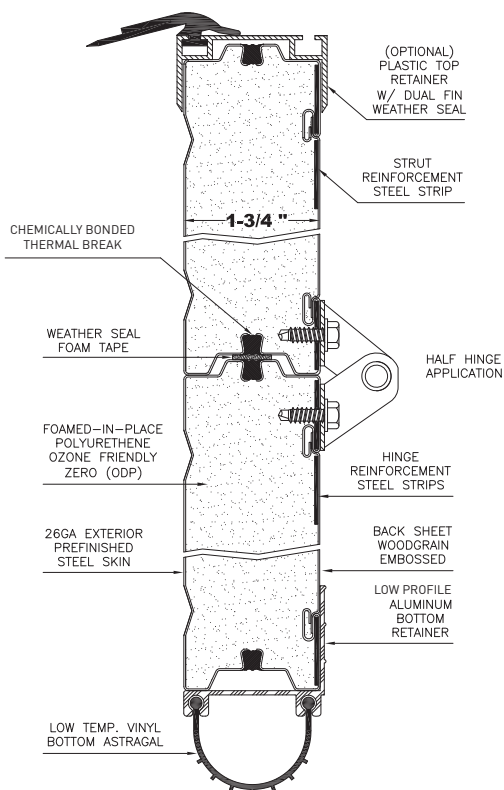 (OPTIONAL)
PLASTIC TOP
RETAINER
W/ DUAL FIN
WEATHER SEAL
STRUT
REINFORCEMENT
STEEL STRIP
1-3/4 "
CHEMICALLY BONDED
THERMAL BREAK
WEATHER SEAL
FOAM TAPE
HALF HINGE
APPLICATION
FOAMED-IN-PLACE
POLYURETHENE
OZONE FRIENDLY
ZERO (ODP)
HINGE
REINFORCEMENT
STEEL STRIPS
26GA EXTERIOR
PREFINISHED
STEEL SKIN
BACK SHEET
WOODGRAIN
EMBOSSED
LOW PROFILE
ALUMINUM
BOTTOM
RETAINER
LOW TEMP. VINYL
BOTTOM ASTRAGAL